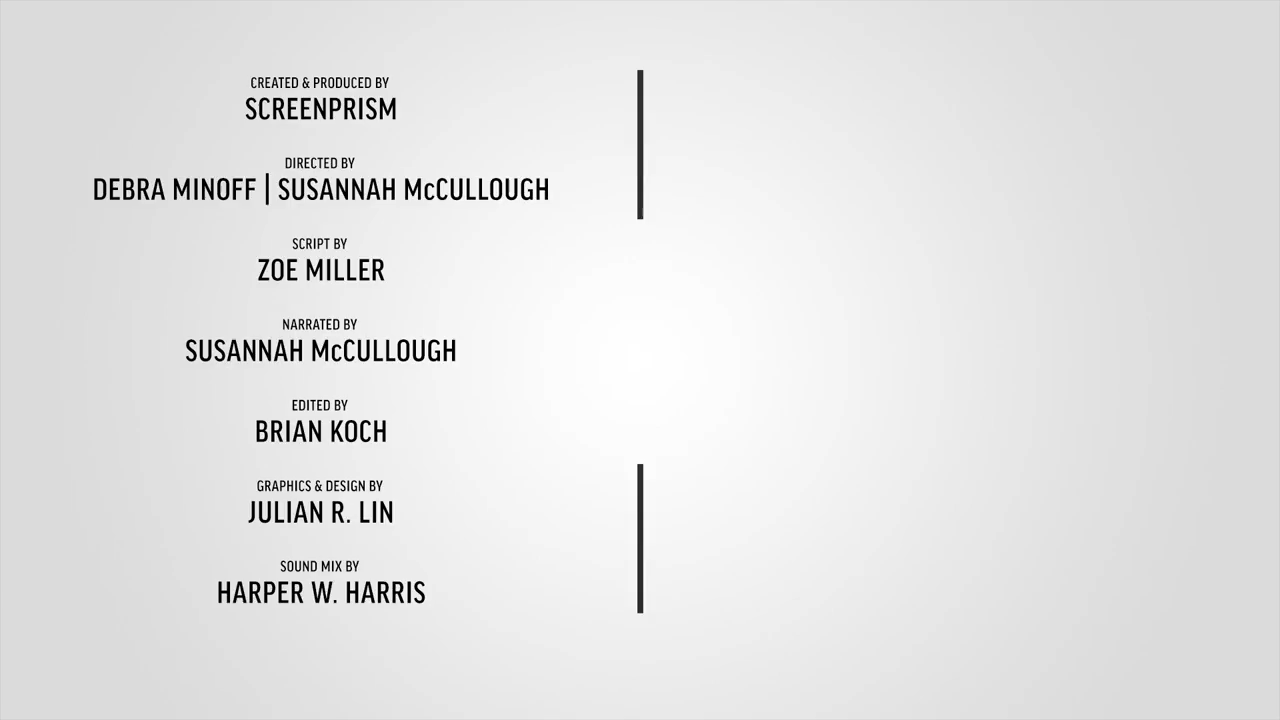 CREATED & PRODUCED BY
SCREENPRISM
DIRECTED BY
DEBRA MINOFF | SUSANNAH McCULLOUGH
SCRIPT BY
ZOE MILLER
NARRATED BY
SUSANNAH McCULLOUGH
EDITED BY
BRIAN KOCH
GRAPHICS & DESIGN BY
JULIAN R. LIN
SOUND MIX BY
HARPER W. HARRIS